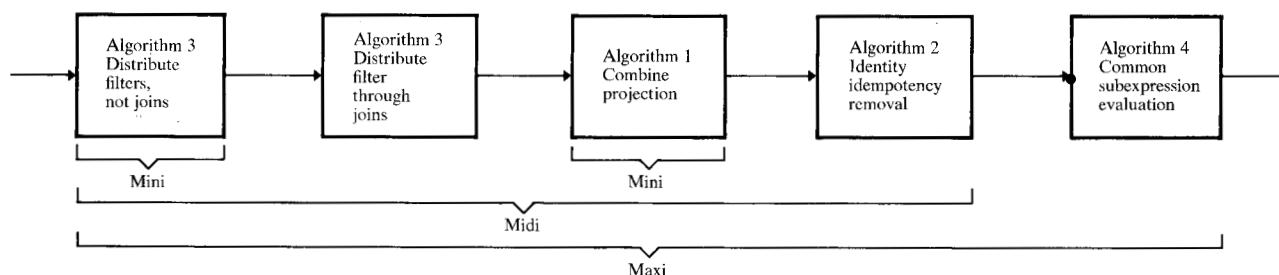 Algorithm 3
Distribute
filters,
not joins
Algorithm 3
Distribute
filter
through
joins
Algorithm 1
Combine
projection
Algorithm 2
Identity
idempotency
removal
Algorithm 4
Common
subexpression
evaluation
Mini
Mini
Midi
Maxi